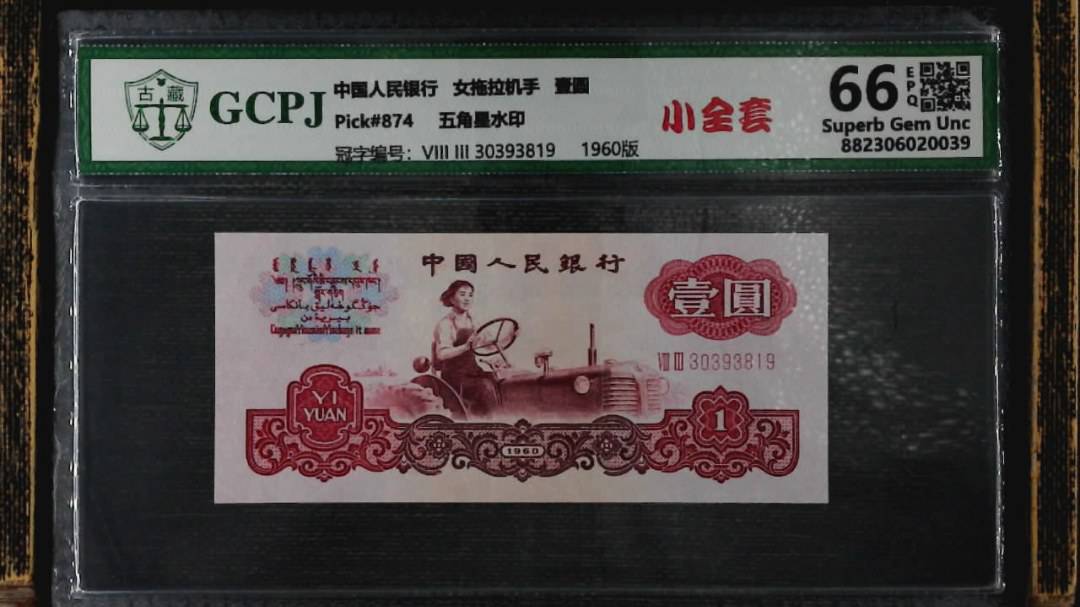 古 藏
GCPJ
中国人民银行 女拖拉机手 壹圆
Pick#874 五角星水印
冠字编号: VIII III 30393819 1960版
小全套
66 EPQ
Superb Gem Unc
882306020039
中國人民銀行
壹圓
VIII III 30393819
YI
YUAN
1
1960